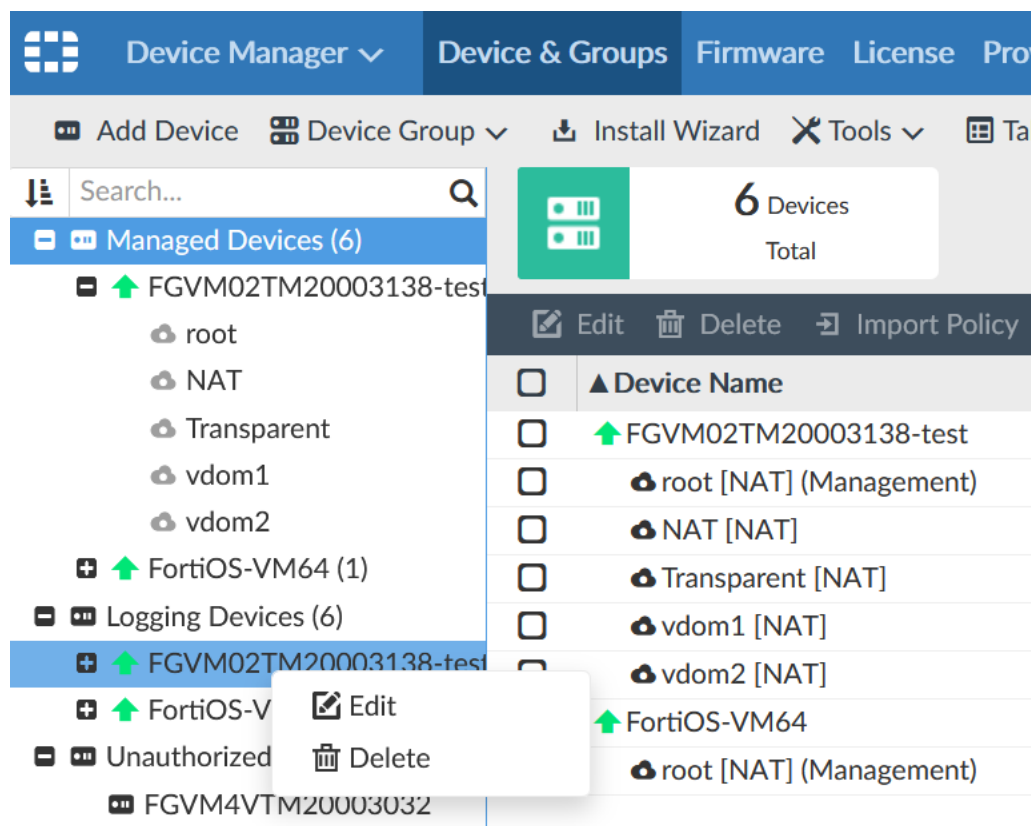 Device Manager Device & Groups Firmware License Pro
Add Device Device Group Install Wizard Tools Ta
Search...
6 Devices
Total
Managed Devices (6)
FGVM02TM20003138-test
root
NAT
Transparent
vdom1
vdom2
FortiOS-VM64 (1)
Logging Devices (6)
FGVM02TM20003138-test
FortiOS-V
Unauthorized
FGVM4VTM20003032
Edit
Delete
Edit Delete Import Policy
Device Name
FGVM02TM20003138-test
root [NAT] (Management)
NAT [NAT]
Transparent [NAT]
vdom1 [NAT]
vdom2 [NAT]
FortiOS-VM64
root [NAT] (Management)